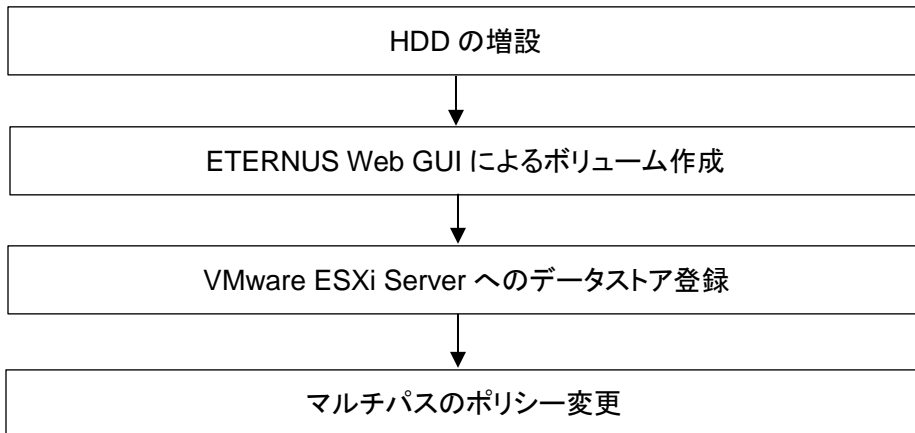 HDD の増設
ETERNUS Web GUI によるボリューム作成
VMware ESXi Server へのデータストア登録
マルチパスのポリシー変更